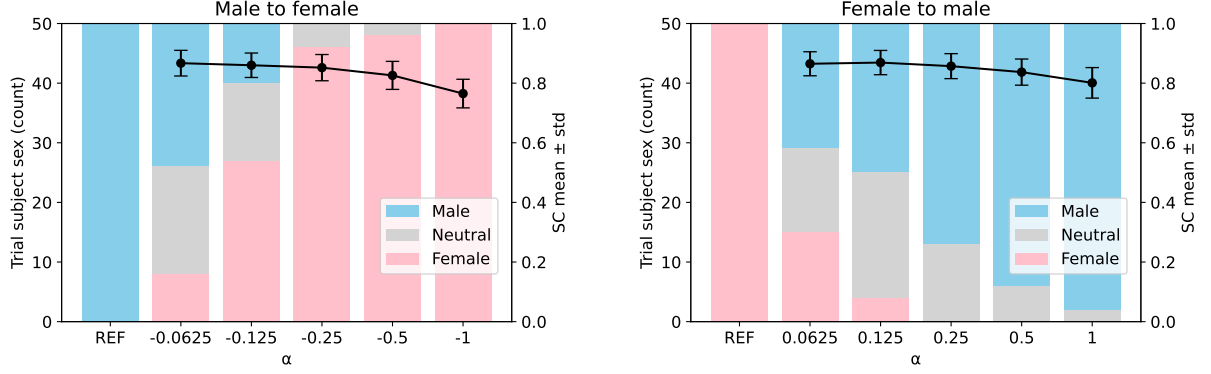 Male to female
50
40
30
20
10
0
Trial subject sex (count)
1.0
0.8
0.6
0.4
0.2
0.0
SC mean ± std
Male
Neutral
Female
REF -0.0625 -0.125 -0.25 -0.5 -1
α
Female to male
50
40
30
20
10
0
Trial subject sex (count)
1.0
0.8
0.6
0.4
0.2
0.0
SC mean ± std
Male
Neutral
Female
REF 0.0625 0.125 0.25 0.5 1
α